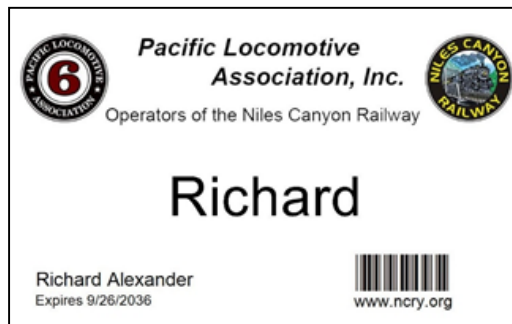 Pacific Locomotive
Association, Inc.
Operators of the Niles Canyon Railway
PACIFIC LOCOMOTIVE
6
ASSOCIATION
NILES CANYON
RAILWAY
Richard
Richard Alexander
Expires 9/26/2036
www.ncry.org